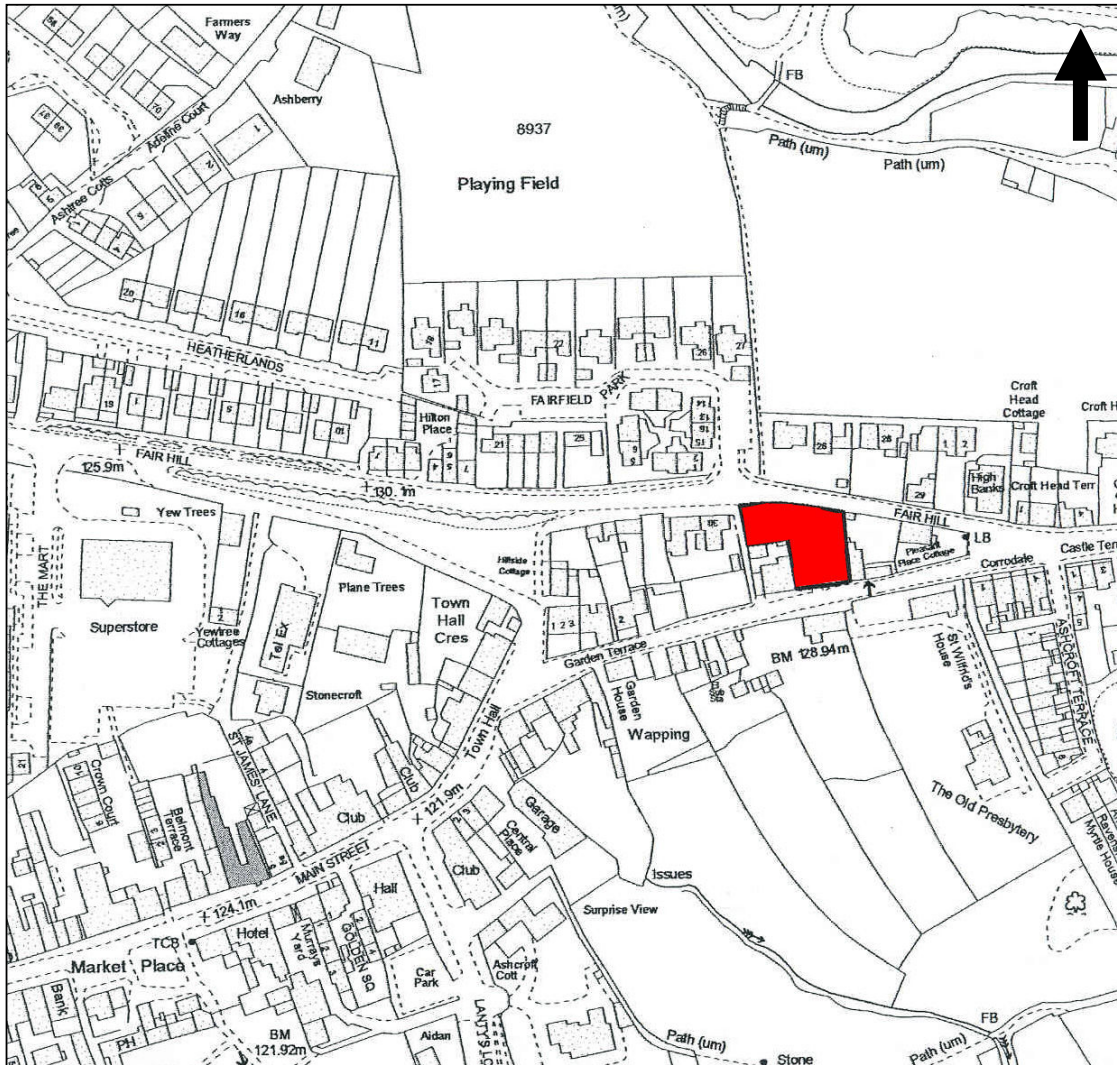 Farmers
Way
Ashberry
Adeline Court
Ashtree Cotts
8937
Playing Field
FB
Path (um)
Path (um)
HEATHERLANDS
FAIRFIELD PARK
Hilton
Place
Croft
Head
Cottage
High
Banks
Croft Head Terr
FAIR HILL
125.9m
130.1m
FAIR HILL
LB
Pleasant
Place Cottage
Corrodale
Castle Terr
Yew Trees
THE MART
Superstore
Yewtree
Cottages
Tel Ex
Plane Trees
Stonecroft
Town
Hall
Cres
Hillside
Cottage
1 2 3
Garden Terrace
BM 128.94m
Garden
House
Wapping
St Wilfrid's
House
ASHCROFT TERRACE
The Old Presbytery
Myrtle House
Town Hall
121.9m
Club
Club
ST JAMES' LANE
Crown Court
Belmont
Terrace
MAIN STREET
124.1m
TCB
Market Place
Hotel
Murrays
Yard
GOLDEN SQ
Hall
Club
Central
Place
Garage
Issues
Surprise View
Car
Park
Ashcroft
Cott
Bank
PH
BM
121.92m
Aidan
Path (um)
Stone
Path (um)
FB